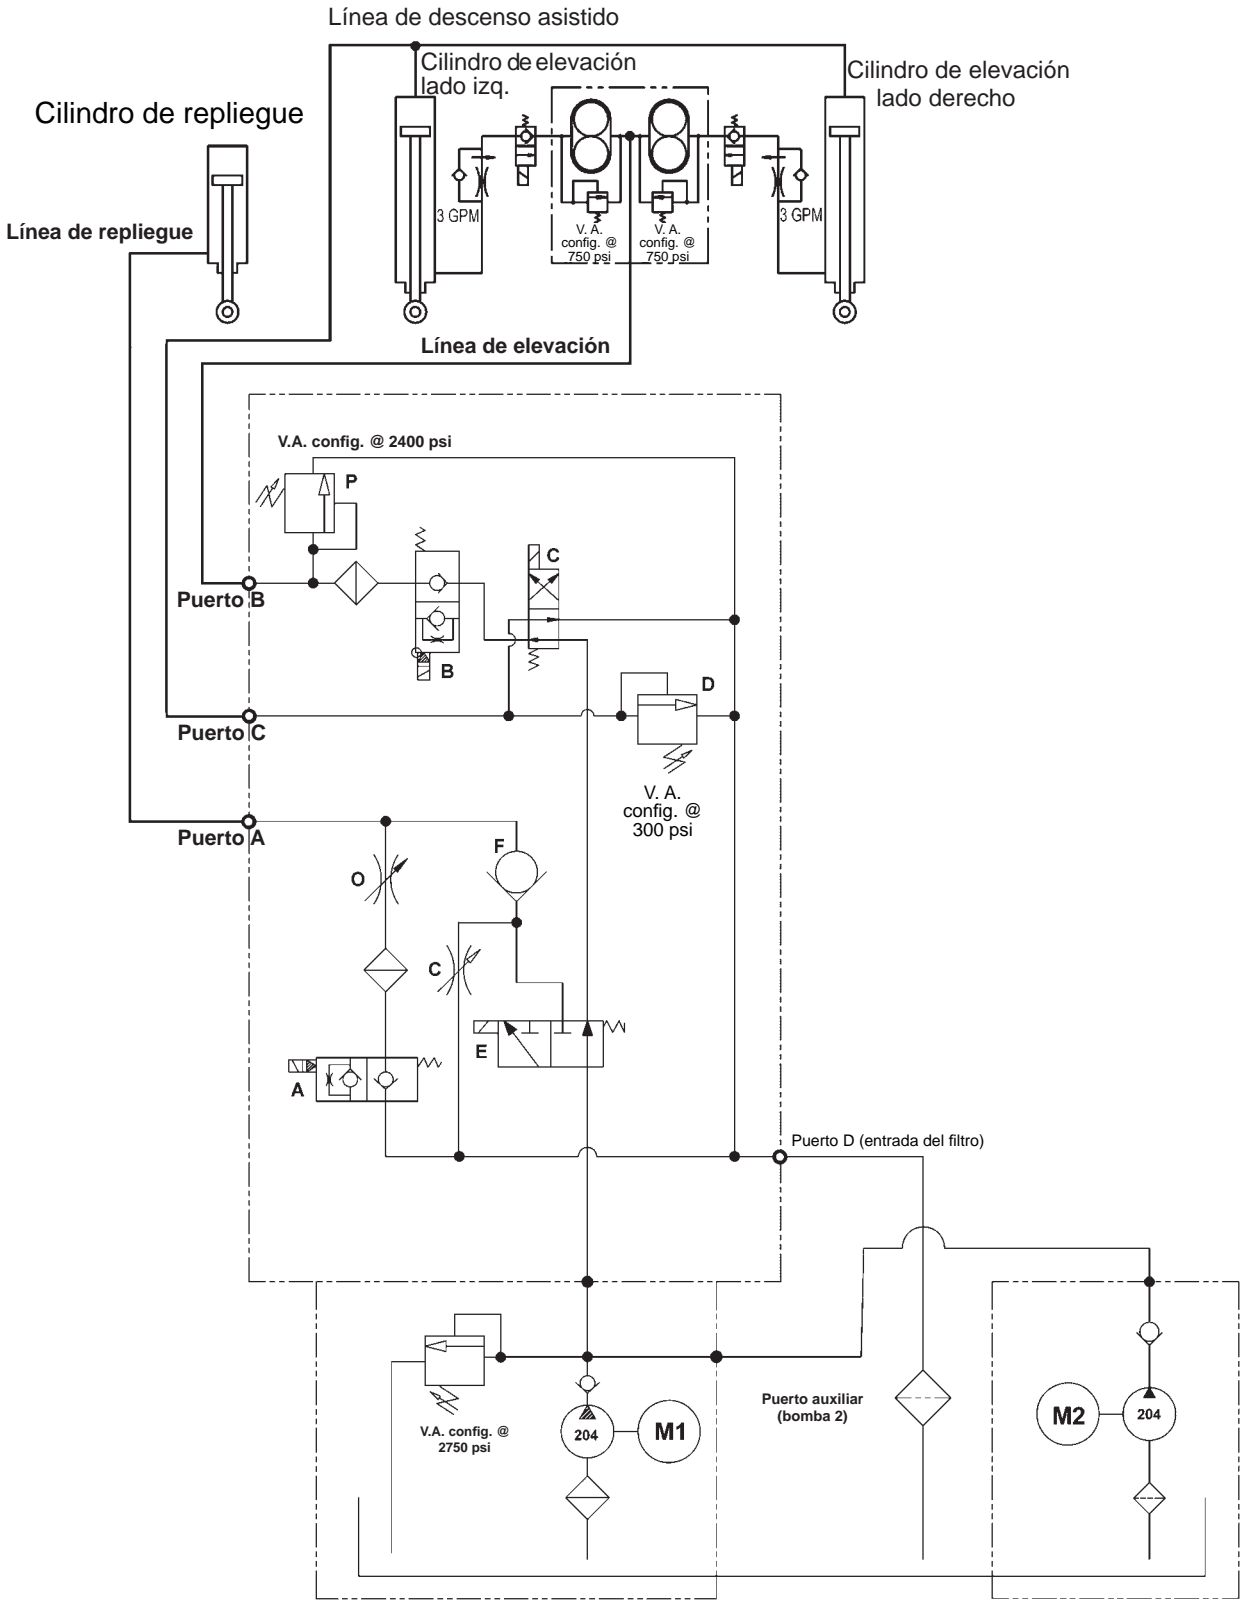 Línea de descenso asistido
Cilindro de elevación
lado izq.
Cilindro de elevación
lado derecho
Cilindro de repliegue
3 GPM
3 GPM
V. A.
config. @
750 psi
V. A.
config. @
750 psi
Línea de repliegue
Línea de elevación
V.A. config. @ 2400 psi
P
C
Puerto B
B
D
Puerto C
V. A.
config. @
300 psi
Puerto A
F
O
C
E
A
Puerto D (entrada del filtro)
Puerto auxiliar
(bomba 2)
V.A. config. @
2750 psi
204
M1
M2
204